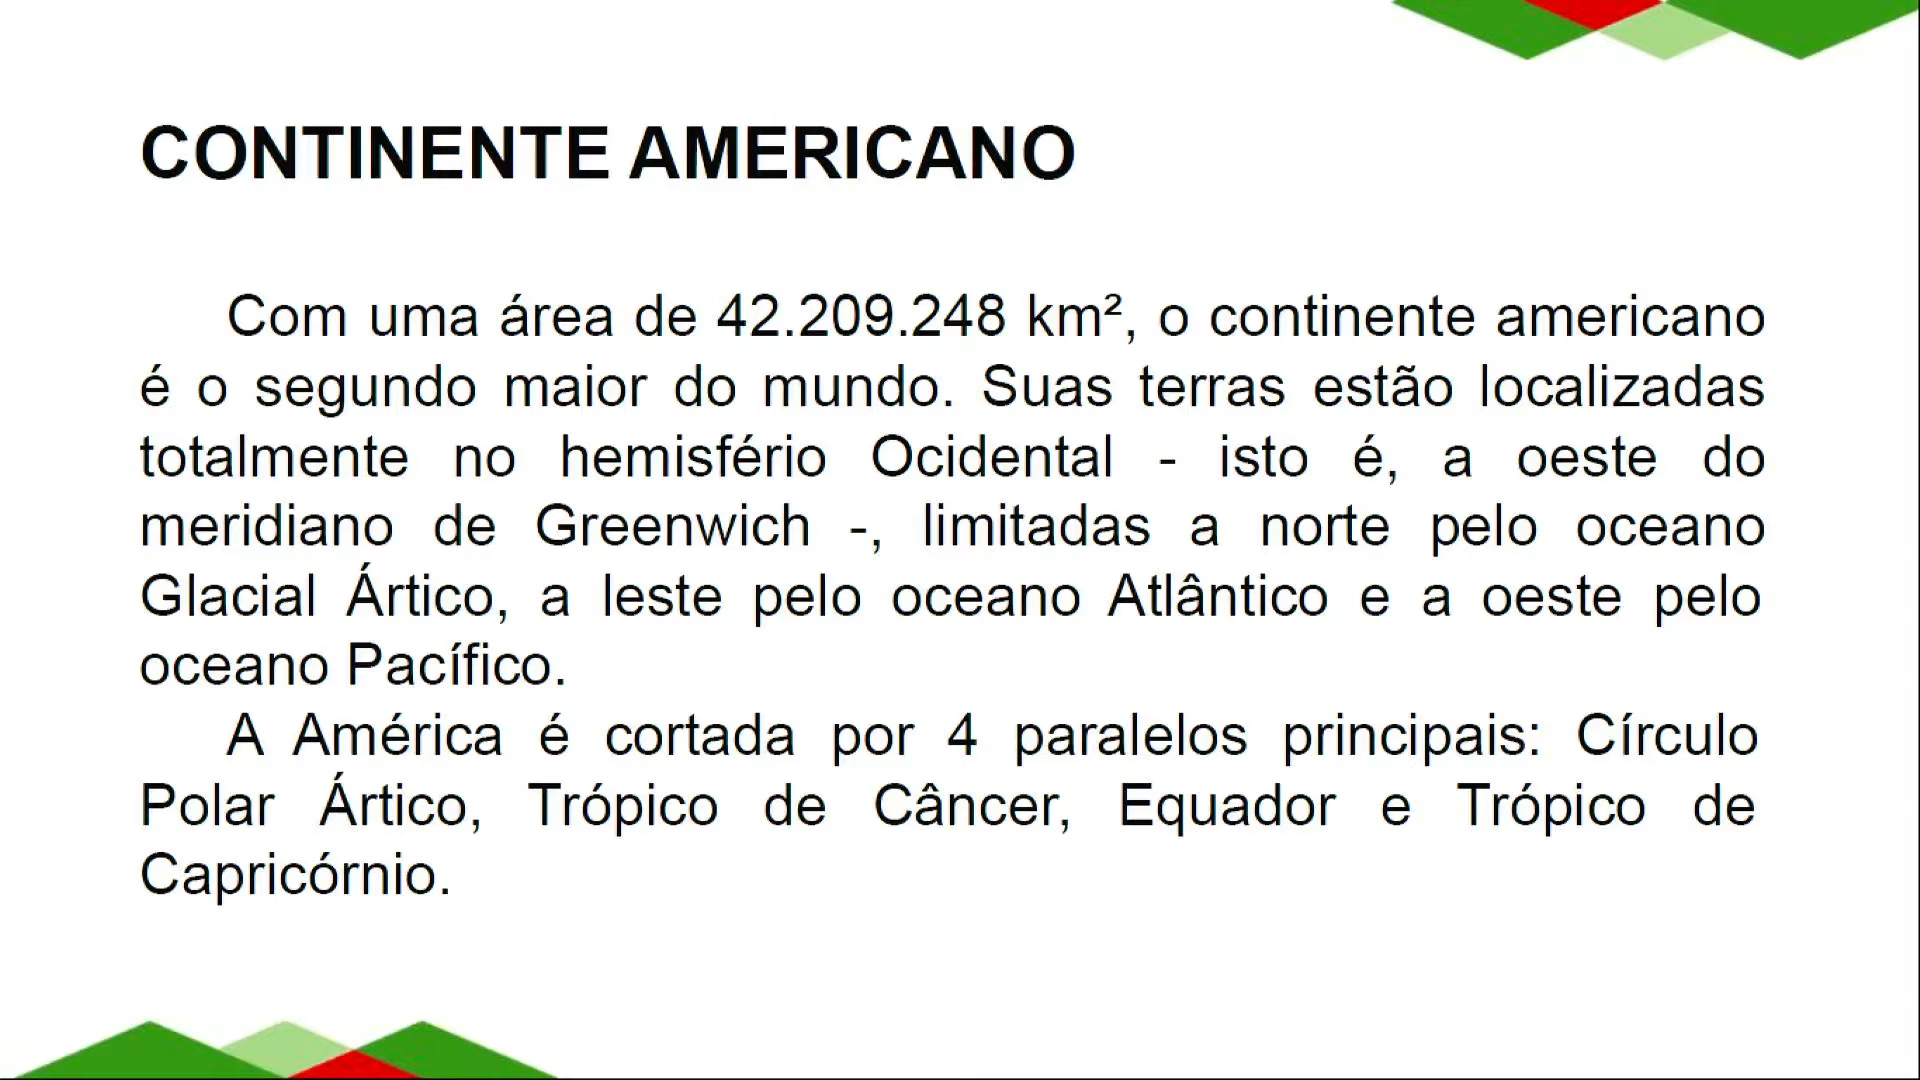 CONTINENTE AMERICANO
Com uma área de 42.209.248 km², o continente americano
é o segundo maior do mundo. Suas terras estão localizadas
totalmente no hemisfério Ocidental - isto é, a oeste do
meridiano de Greenwich -, limitadas a norte pelo oceano
Glacial Ártico, a leste pelo oceano Atlântico e a oeste pelo
oceano Pacífico.
A América é cortada por 4 paralelos principais: Círculo
Polar Ártico, Trópico de Câncer, Equador e Trópico de
Capricórnio.